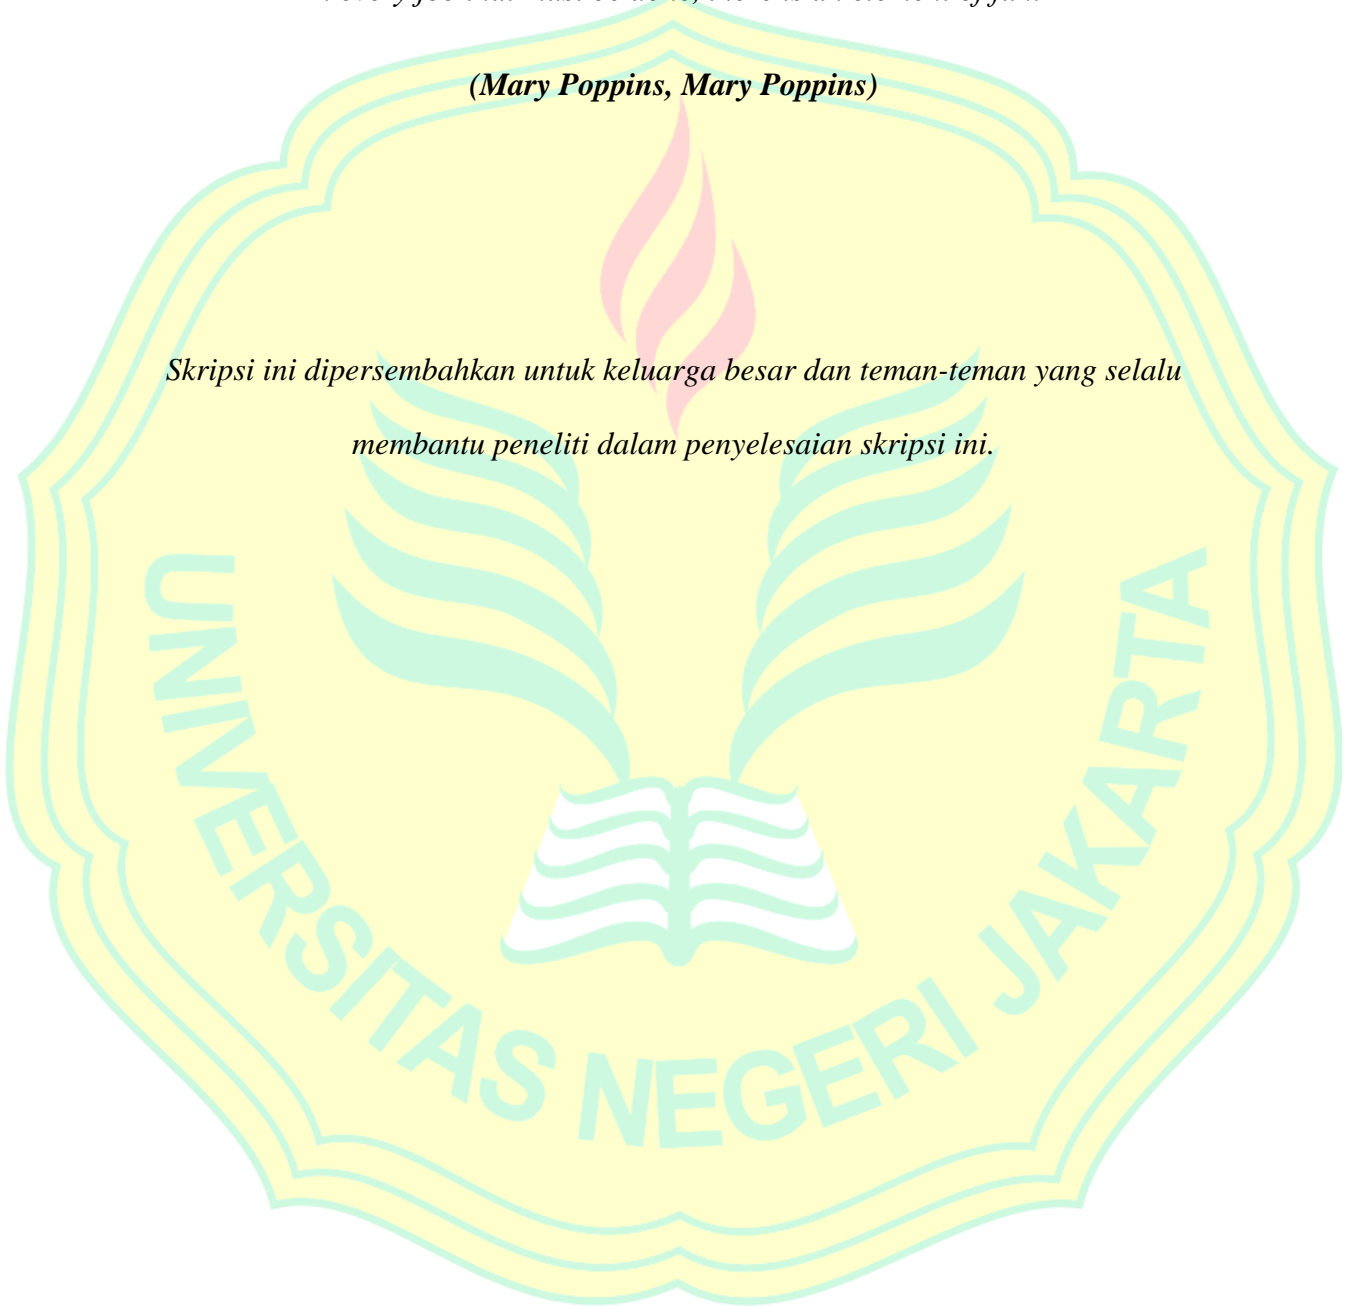 (Mary Poppins, Mary Poppins)
Skripsi ini dipersembahkan untuk keluarga besar dan teman-teman yang selalu
membantu peneliti dalam penyelesaian skripsi ini.
UNIVERSITAS NEGERI JAKARTA